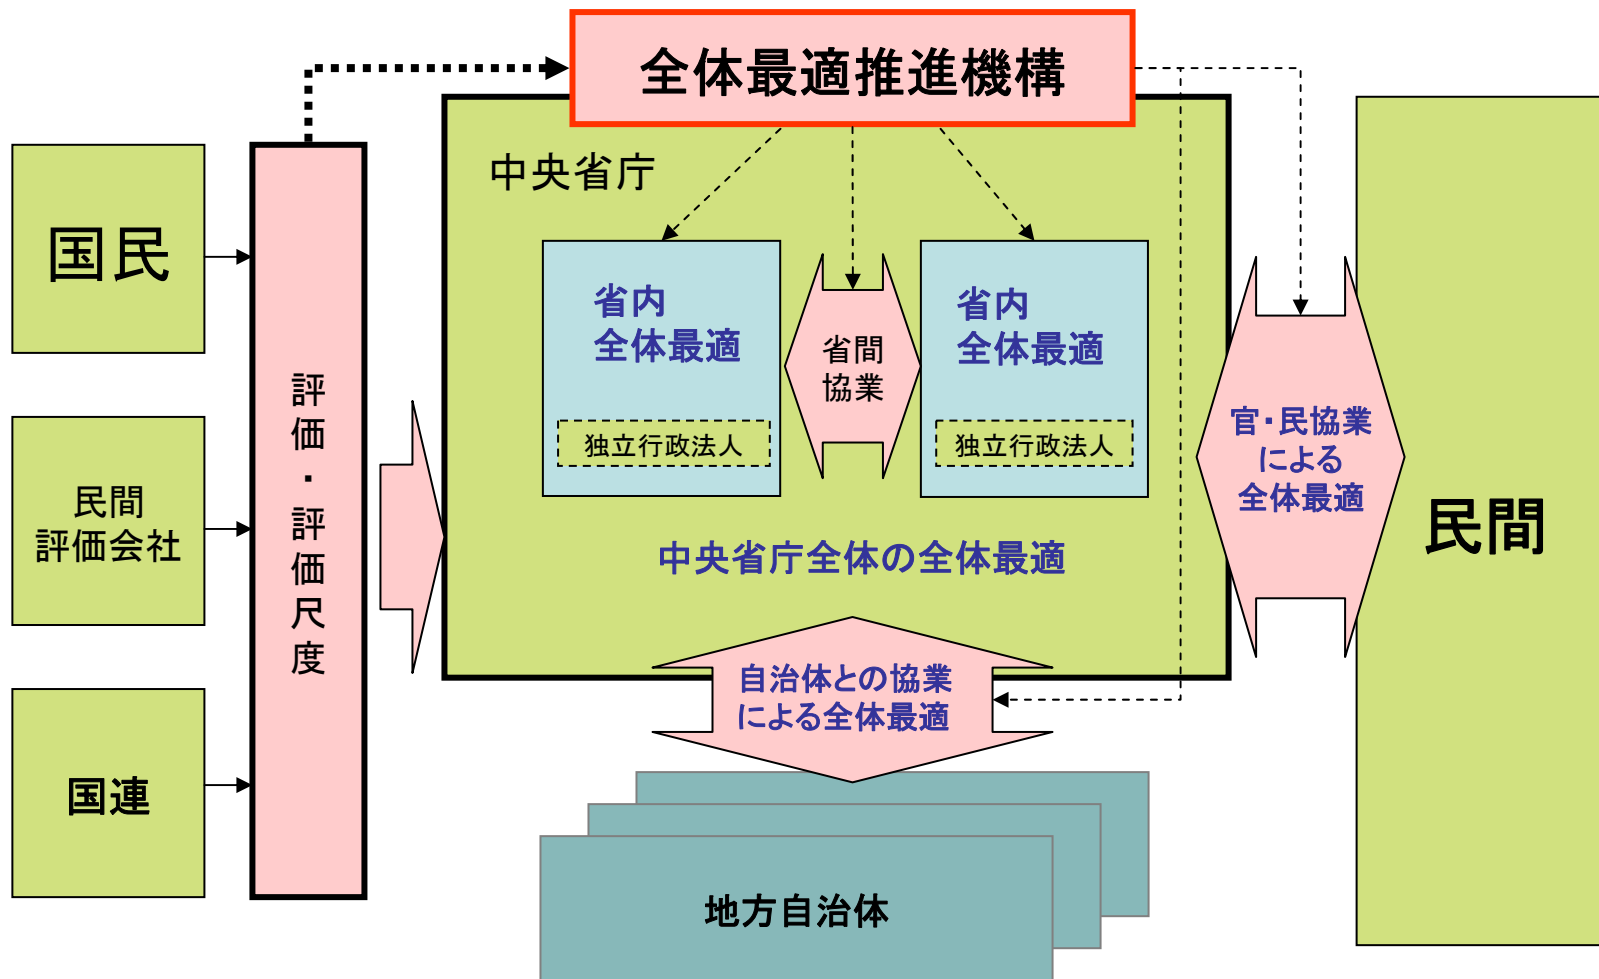 全体最適推進機構
中央省庁
国民
民間
評価会社
国連
評価・評価尺度
省内
全体最適
独立行政法人
省間
協業
省内
全体最適
独立行政法人
中央省庁全体の全体最適
官・民協業
による
全体最適
民間
自治体との協業
による全体最適
地方自治体